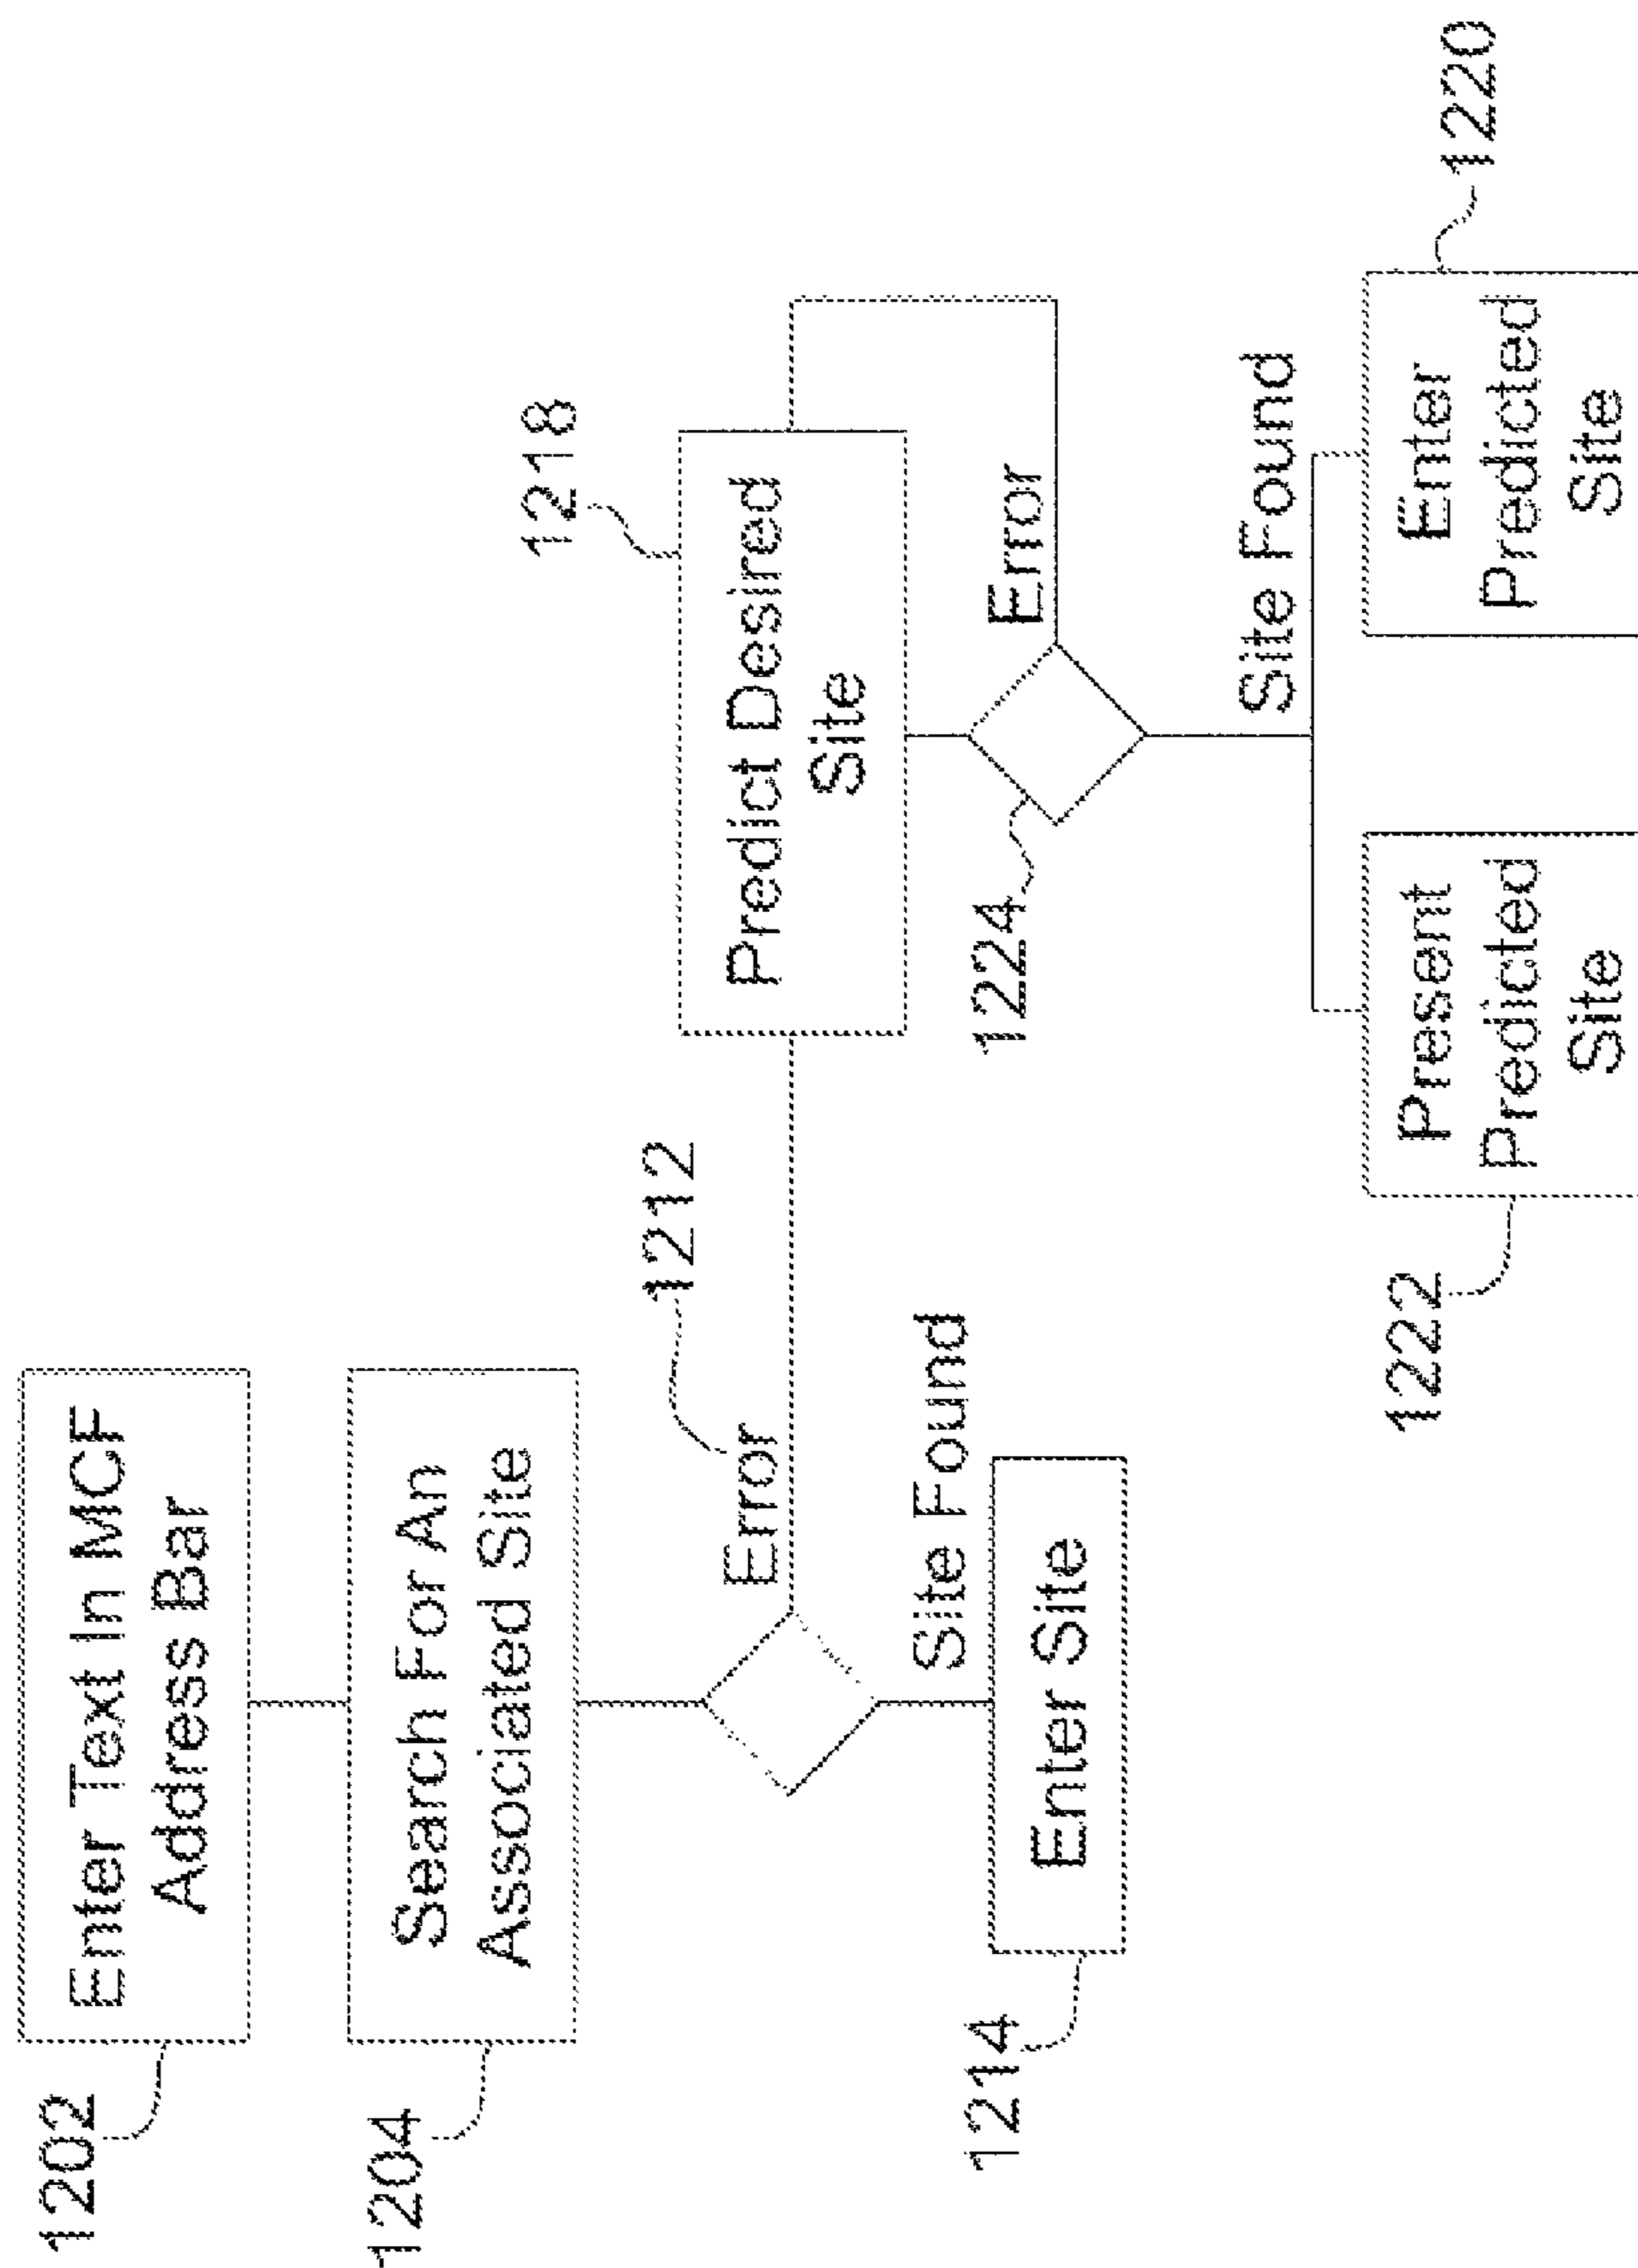 1202
Enter Text In MCF
Address Bar
1204
Search For An
Associated Site
1212
Error
Site Found
1214
Enter Site
1218
Predict Desired
Site
1224
Error
Site Found
1222
Present
Predicted
Site
1220
Enter
Predicted
Site